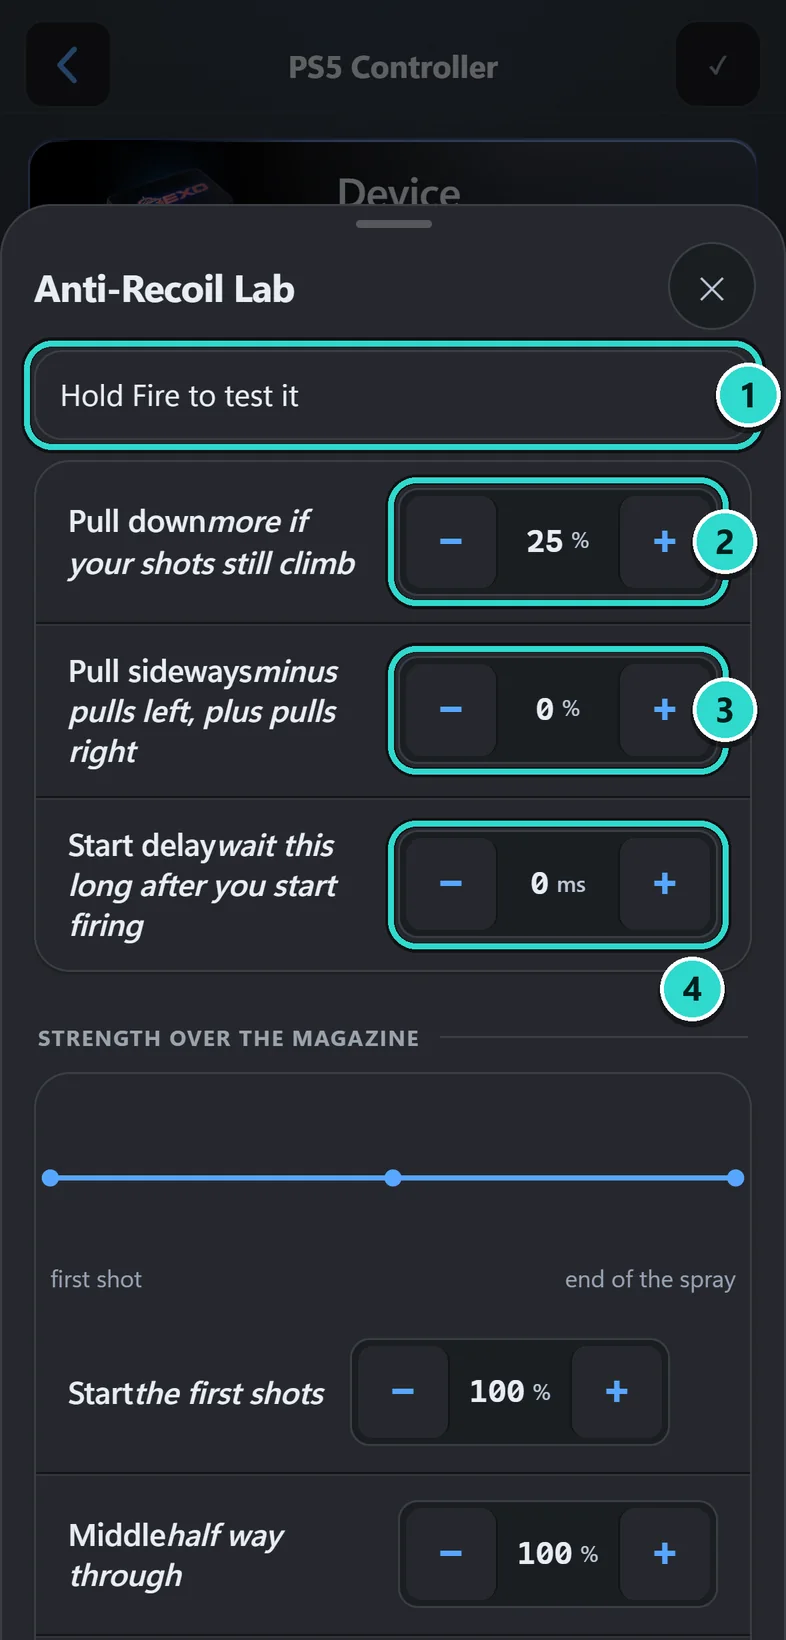 PS5 Controller
✓
Device
Anti-Recoil Lab
Hold Fire to test it
1
Pull downmore if
your shots still climb
− 25 % +
2
Pull sidewaysminus
pulls left, plus pulls
right
− 0 % +
3
Start delaywait this
long after you start
firing
− 0 ms +
4
STRENGTH OVER THE MAGAZINE
first shot
end of the spray
Startthe first shots
− 100 % +
Middlehalf way
through
− 100 % +